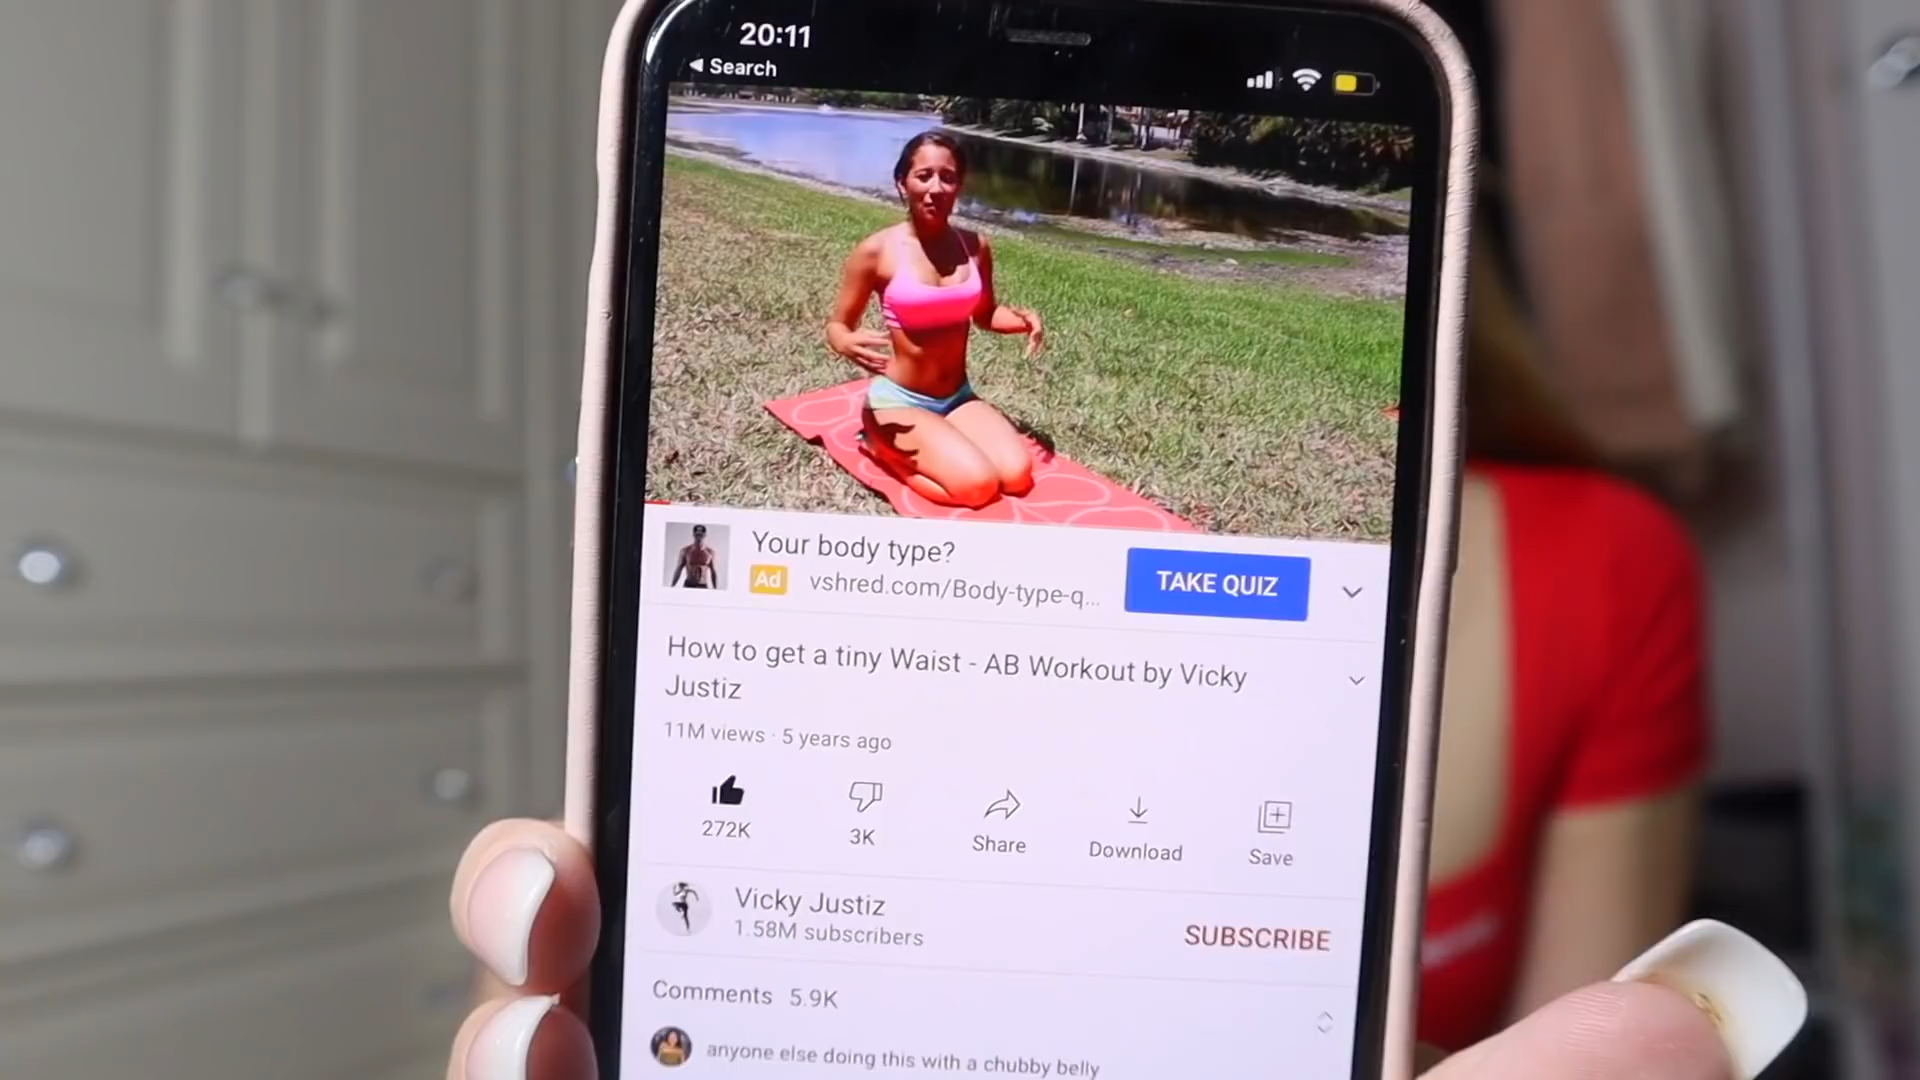 20:11
◀ Search
Your body type?
Ad vshred.com/Body-type-q...
TAKE QUIZ
How to get a tiny Waist - AB Workout by Vicky
Justiz
11M views · 5 years ago
272K
3K
Share
Download
Save
Vicky Justiz
1.58M subscribers
SUBSCRIBE
Comments 5.9K
anyone else doing this with a chubby belly